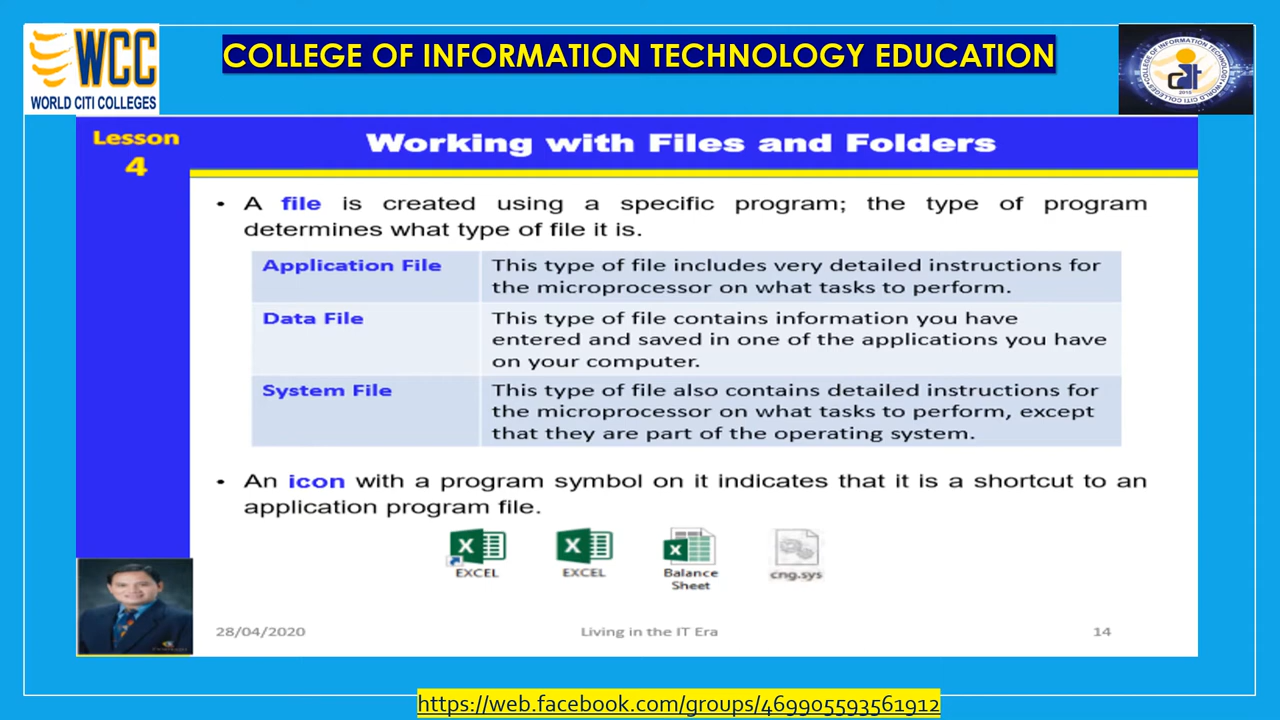 WCC
WORLD CITI COLLEGES
COLLEGE OF INFORMATION TECHNOLOGY EDUCATION
Lesson
4
Working with Files and Folders
• A file is created using a specific program; the type of program
determines what type of file it is.
Application File
This type of file includes very detailed instructions for
the microprocessor on what tasks to perform.
Data File
This type of file contains information you have
entered and saved in one of the applications you have
on your computer.
System File
This type of file also contains detailed instructions for
the microprocessor on what tasks to perform, except
that they are part of the operating system.
• An icon with a program symbol on it indicates that it is a shortcut to an
application program file.
EXCEL
EXCEL
Balance
Sheet
cng.sys
28/04/2020
Living in the IT Era
14
https://web.facebook.com/groups/469905593561912